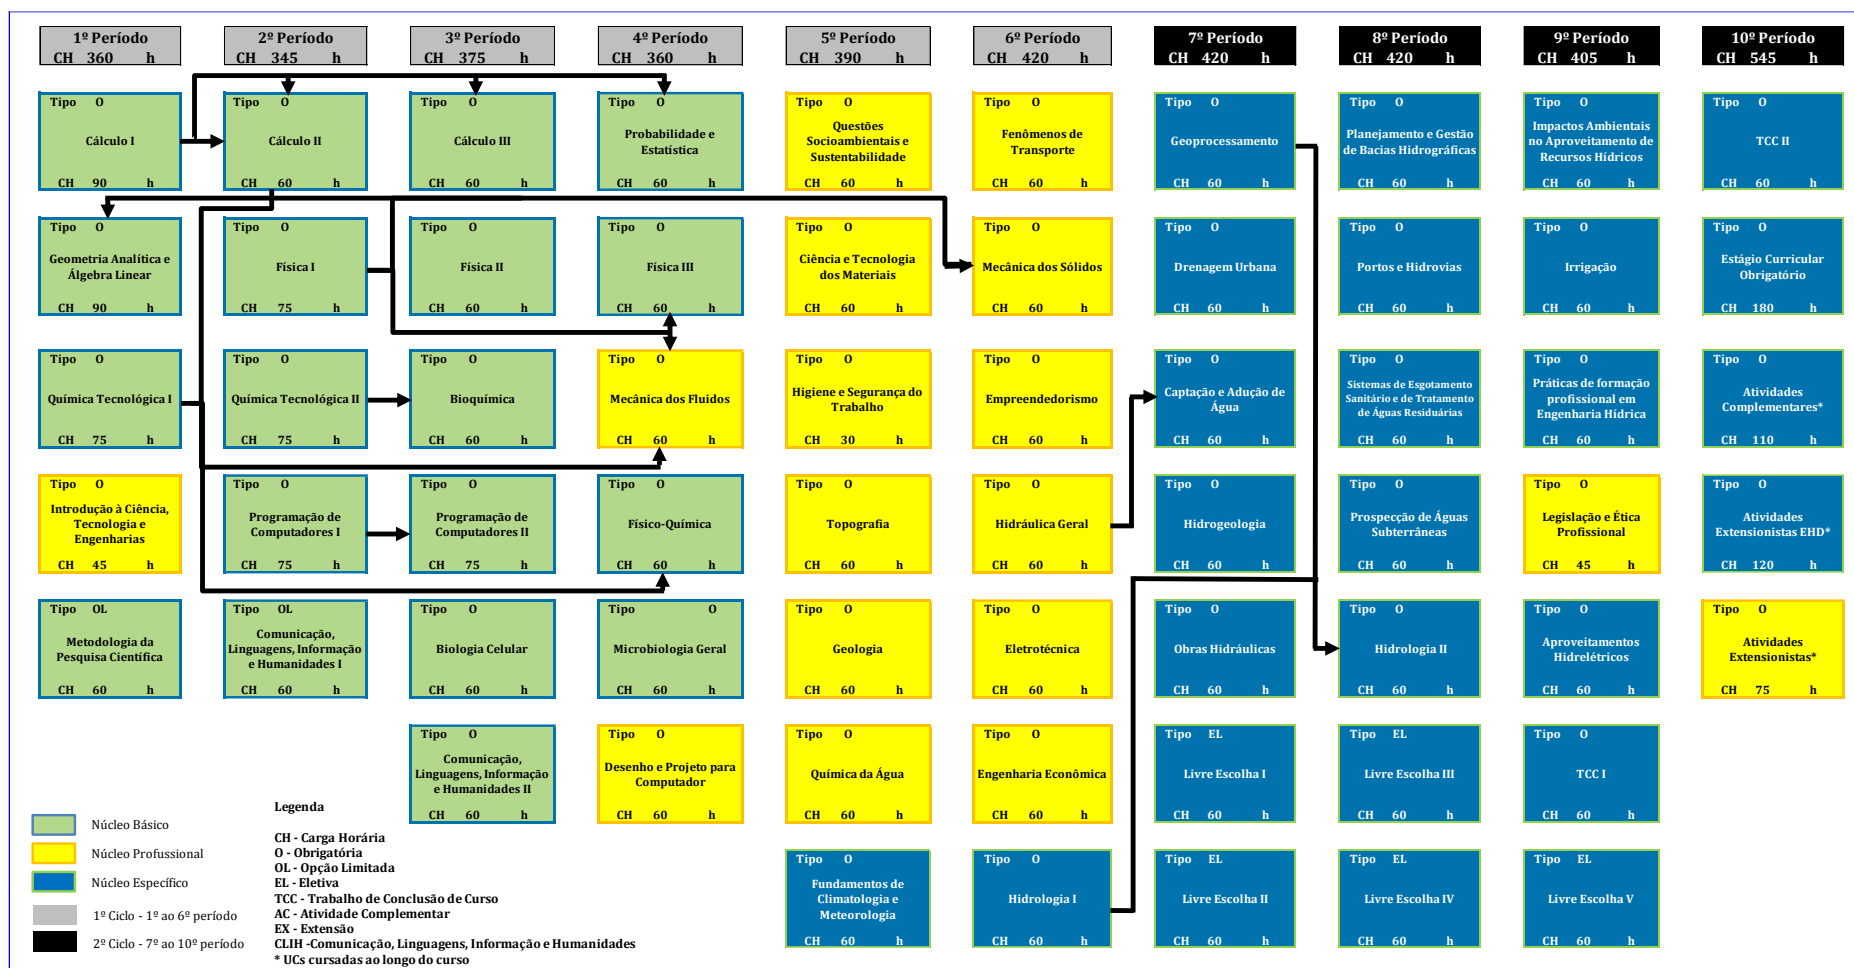 1º Período
CH 360 h
2º Período
CH 345 h
3º Período
CH 375 h
4º Período
CH 360 h
5º Período
CH 390 h
6º Período
CH 420 h
7º Período
CH 420 h
8º Período
CH 420 h
9º Período
CH 405 h
10º Período
CH 545 h
Tipo O
Cálculo I
CH 90 h
Tipo O
Cálculo II
CH 60 h
Tipo O
Cálculo III
CH 60 h
Tipo O
Probabilidade e
Estatística
CH 60 h
Tipo O
Questões
Socioambientais e
Sustentabilidade
CH 60 h
Tipo O
Fenômenos de
Transporte
CH 60 h
Tipo O
Geoprocessamento
CH 60 h
Tipo O
Planejamento e Gestão
de Bacias Hidrográficas
CH 60 h
Tipo O
Impactos Ambientais
no Aproveitamento de
Recursos Hídricos
CH 60 h
Tipo O
TCC II
CH 60 h
Tipo O
Geometria Analítica e
Álgebra Linear
CH 90 h
Tipo O
Física I
CH 75 h
Tipo O
Física II
CH 60 h
Tipo O
Física III
CH 60 h
Tipo O
Ciência e Tecnologia
dos Materiais
CH 60 h
Tipo O
Mecânica dos Sólidos
CH 60 h
Tipo O
Drenagem Urbana
CH 60 h
Tipo O
Portos e Hidrovias
CH 60 h
Tipo O
Irrigação
CH 60 h
Tipo O
Estágio Curricular
Obrigatório
CH 180 h
Tipo O
Química Tecnológica I
CH 75 h
Tipo O
Química Tecnológica II
CH 75 h
Tipo O
Bioquímica
CH 60 h
Tipo O
Mecânica dos Fluidos
CH 60 h
Tipo O
Higiene e Segurança do
Trabalho
CH 30 h
Tipo O
Empreendedorismo
CH 60 h
Tipo O
Captação e Adução de
Água
CH 60 h
Tipo O
Sistemas de Esgotamento
Sanitário e de Tratamento
de Águas Residuárias
CH 60 h
Tipo O
Práticas de formação
profissional em
Engenharia Hídrica
CH 60 h
Tipo O
Atividades
Complementares*
CH 110 h
Tipo O
Introdução à Ciência,
Tecnologia e
Engenharias
CH 45 h
Tipo O
Programação de
Computadores I
CH 75 h
Tipo O
Programação de
Computadores II
CH 75 h
Tipo O
Físico-Química
CH 60 h
Tipo O
Topografia
CH 60 h
Tipo O
Hidráulica Geral
CH 60 h
Tipo O
Hidrogeologia
CH 60 h
Tipo O
Prospecção de Águas
Subterrâneas
CH 60 h
Tipo O
Legislação e Ética
Profissional
CH 45 h
Tipo O
Atividades
Extensionistas EHD*
CH 120 h
Tipo OL
Metodologia da
Pesquisa Científica
CH 60 h
Tipo OL
Comunicação,
Linguagens, Informação
e Humanidades I
CH 60 h
Tipo O
Biologia Celular
CH 60 h
Tipo O
Microbiologia Geral
CH 60 h
Tipo O
Geologia
CH 60 h
Tipo O
Eletrotécnica
CH 60 h
Tipo O
Obras Hidráulicas
CH 60 h
Tipo O
Hidrologia II
CH 60 h
Tipo O
Aproveitamentos
Hidrelétricos
CH 60 h
Tipo O
Atividades
Extensionistas*
CH 75 h
Tipo O
Comunicação,
Linguagens, Informação
e Humanidades II
CH 60 h
Tipo O
Desenho e Projeto para
Computador
CH 60 h
Tipo O
Química da Água
CH 60 h
Tipo O
Engenharia Econômica
CH 60 h
Tipo EL
Livre Escolha I
CH 60 h
Tipo EL
Livre Escolha III
CH 60 h
Tipo O
TCC I
CH 60 h
Tipo O
Fundamentos de
Climatologia e
Meteorologia
CH 60 h
Tipo O
Hidrologia I
CH 60 h
Tipo EL
Livre Escolha II
CH 60 h
Tipo EL
Livre Escolha IV
CH 60 h
Tipo EL
Livre Escolha V
CH 60 h
Núcleo Básico
Núcleo Profussional
Núcleo Específico
1º Ciclo - 1º ao 6º período
2º Ciclo - 7º ao 10º período
Legenda
CH - Carga Horária
O - Obrigatória
OL - Opção Limitada
EL - Eletiva
TCC - Trabalho de Conclusão de Curso
AC - Atividade Complementar
EX - Extensão
CLIH -Comunicação, Linguagens, Informação e Humanidades
* UCs cursadas ao longo do curso